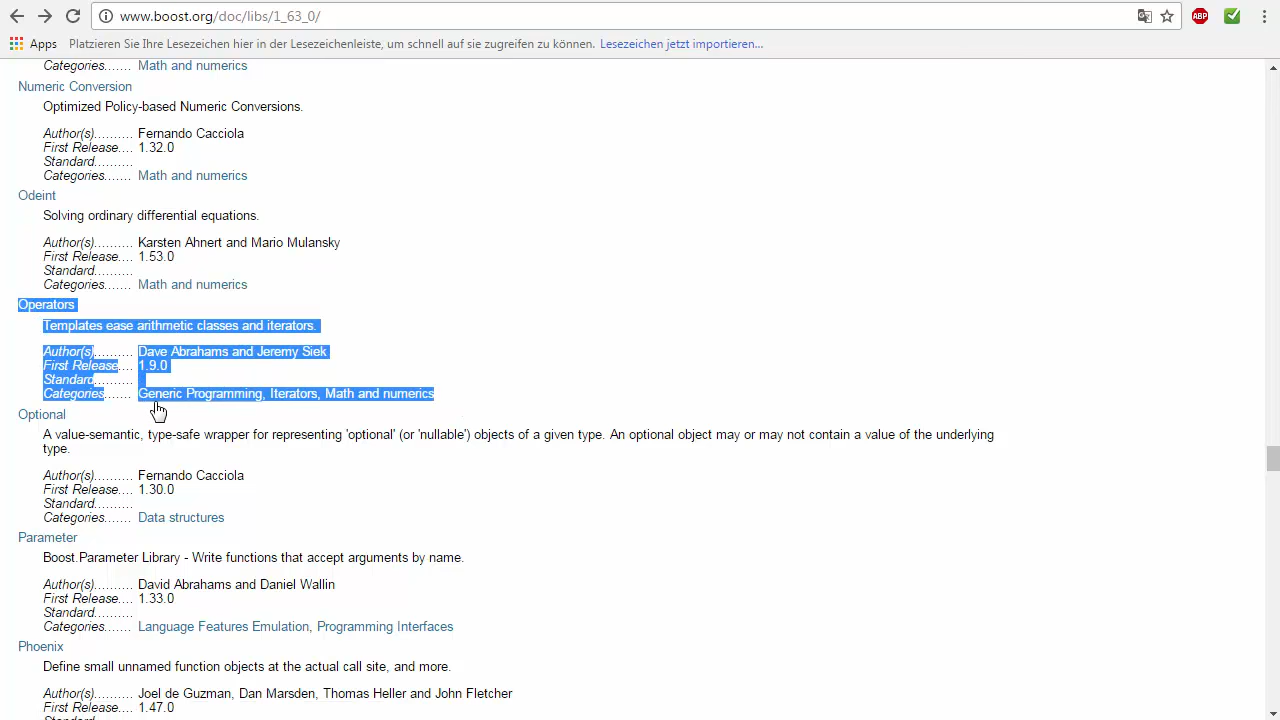 www.boost.org/doc/libs/1_63_0/
ABP
Apps Platzieren Sie Ihre Lesezeichen hier in der Lesezeichenleiste, um schnell auf sie zugreifen zu können. Lesezeichen jetzt importieren...
Categories....... Math and numerics
Numeric Conversion
Optimized Policy-based Numeric Conversions.
Author(s).......... Fernando Cacciola
First Release.... 1.32.0
Standard..........
Categories....... Math and numerics
Odeint
Solving ordinary differential equations.
Author(s).......... Karsten Ahnert and Mario Mulansky
First Release.... 1.53.0
Standard..........
Categories....... Math and numerics
Operators
Templates ease arithmetic classes and iterators.
Author(s).......... Dave Abrahams and Jeremy Siek
First Release.... 1.9.0
Standard..........
Categories....... Generic Programming, Iterators, Math and numerics
Optional
A value-semantic, type-safe wrapper for representing 'optional' (or 'nullable') objects of a given type. An optional object may or may not contain a value of the underlying
type.
Author(s).......... Fernando Cacciola
First Release.... 1.30.0
Standard..........
Categories....... Data structures
Parameter
Boost.Parameter Library - Write functions that accept arguments by name.
Author(s).......... David Abrahams and Daniel Wallin
First Release.... 1.33.0
Standard..........
Categories....... Language Features Emulation, Programming Interfaces
Phoenix
Define small unnamed function objects at the actual call site, and more.
Author(s).......... Joel de Guzman, Dan Marsden, Thomas Heller and John Fletcher
First Release.... 1.47.0